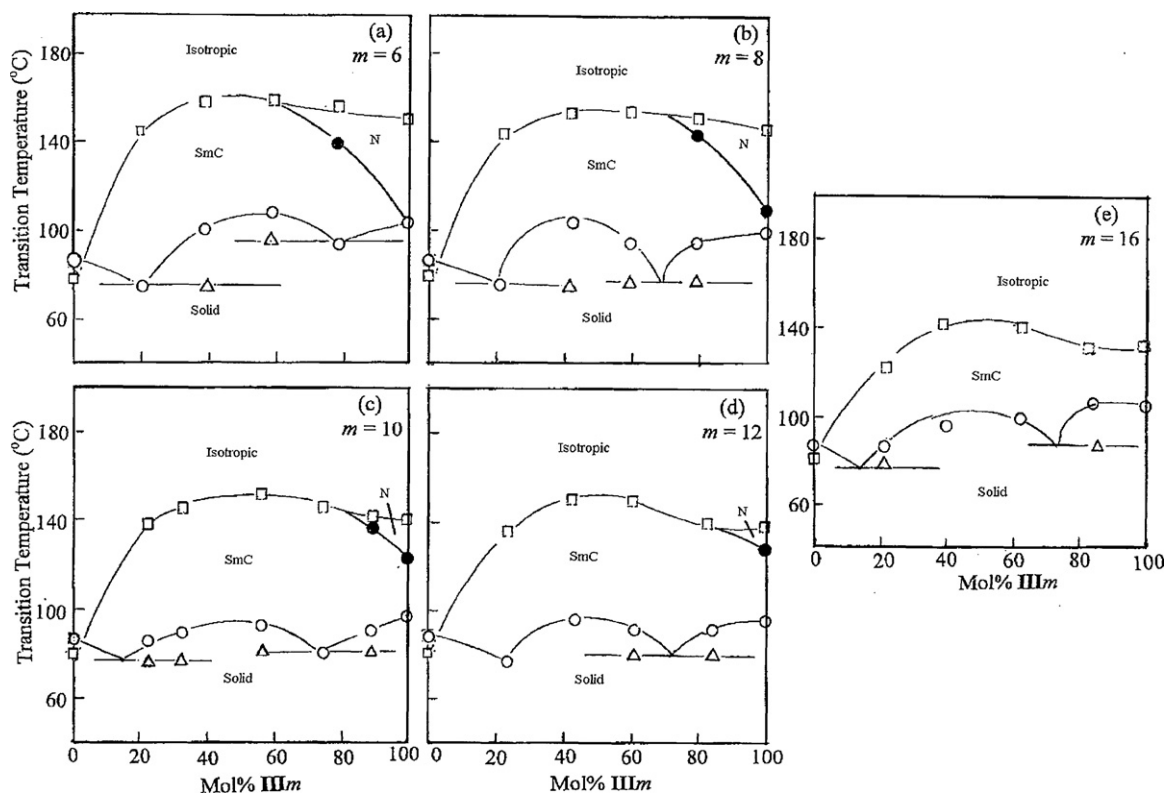 (a)
m = 6
Isotropic
N
SmC
Solid
180
140
100
60
Transition Temperature (°C)
(b)
m = 8
Isotropic
N
SmC
Solid
(c)
m = 10
Isotropic
N
SmC
Solid
180
140
100
60
Transition Temperature (°C)
0 20 40 60 80 100
Mol% IIIm
(d)
m = 12
Isotropic
N
SmC
Solid
0 20 40 60 80 100
Mol% IIIm
(e)
m = 16
Isotropic
SmC
Solid
180
140
100
60
0 20 40 60 80 100
Mol% IIIm